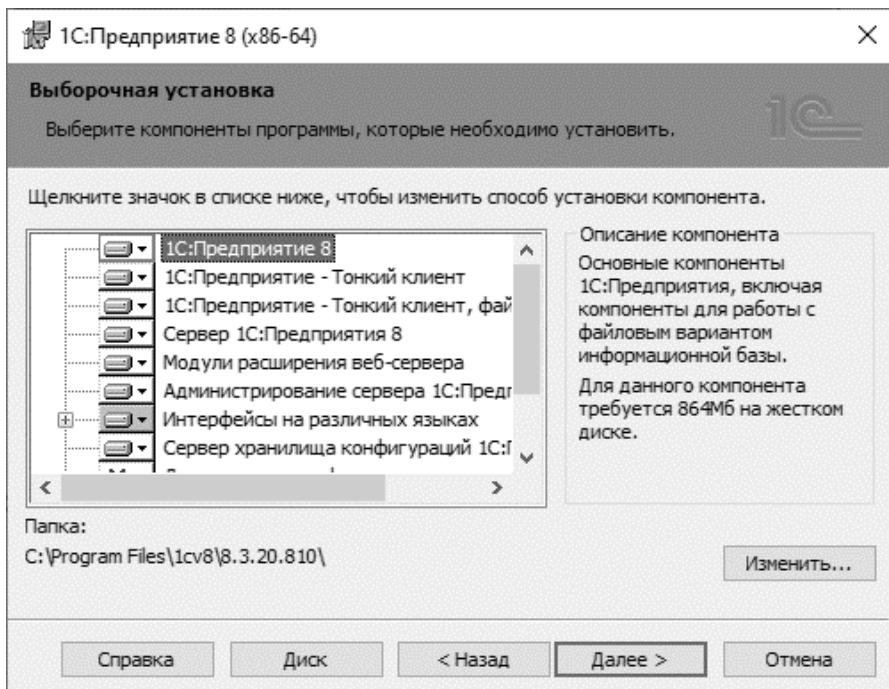 1С:Предприятие 8 (x86-64)
Выборочная установка
Выберите компоненты программы, которые необходимо установить.
1С
Щелкните значок в списке ниже, чтобы изменить способ установки компонента.
1С:Предприятие 8
1С:Предприятие - Тонкий клиент
1С:Предприятие - Тонкий клиент, фай
Сервер 1С:Предприятия 8
Модули расширения веб-сервера
Администрирование сервера 1С:Предп
Интерфейсы на различных языках
Сервер хранилища конфигураций 1С:П
Описание компонента
Основные компоненты
1С:Предприятия, включая
компоненты для работы с
файловым вариантом
информационной базы.
Для данного компонента
требуется 864Мб на жестком
диске.
Папка:
C:\Program Files\1cv8\8.3.20.810\
Изменить...
Справка
Диск
< Назад
Далее >
Отмена